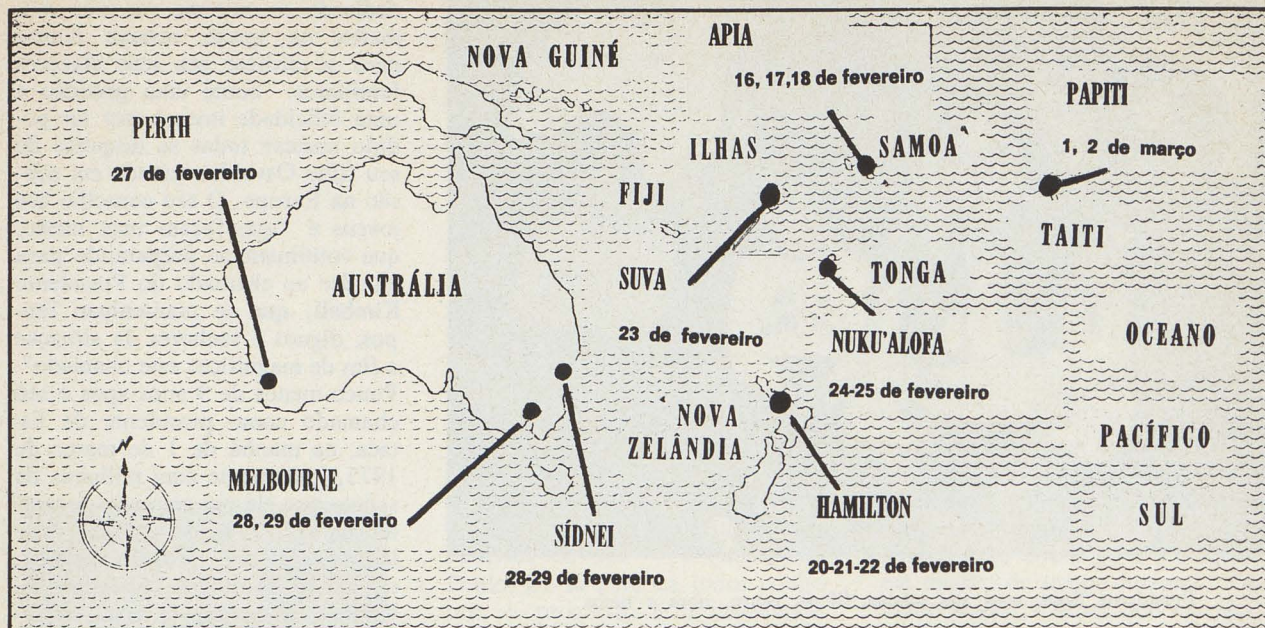 NOVA GUINÉ
APIA
16, 17,18 de fevereiro
PAPITI
1, 2 de março
PERTH
27 de fevereiro
ILHAS
SAMOA
FIJI
TAITI
AUSTRÁLIA
SUVA
23 de fevereiro
TONGA
NUKU'ALOFA
24-25 de fevereiro
OCEANO
PACÍFICO
SUL
NOVA
ZELÂNDIA
HAMILTON
20-21-22 de fevereiro
MELBOURNE
28, 29 de fevereiro
SÍDNEI
28-29 de fevereiro
N